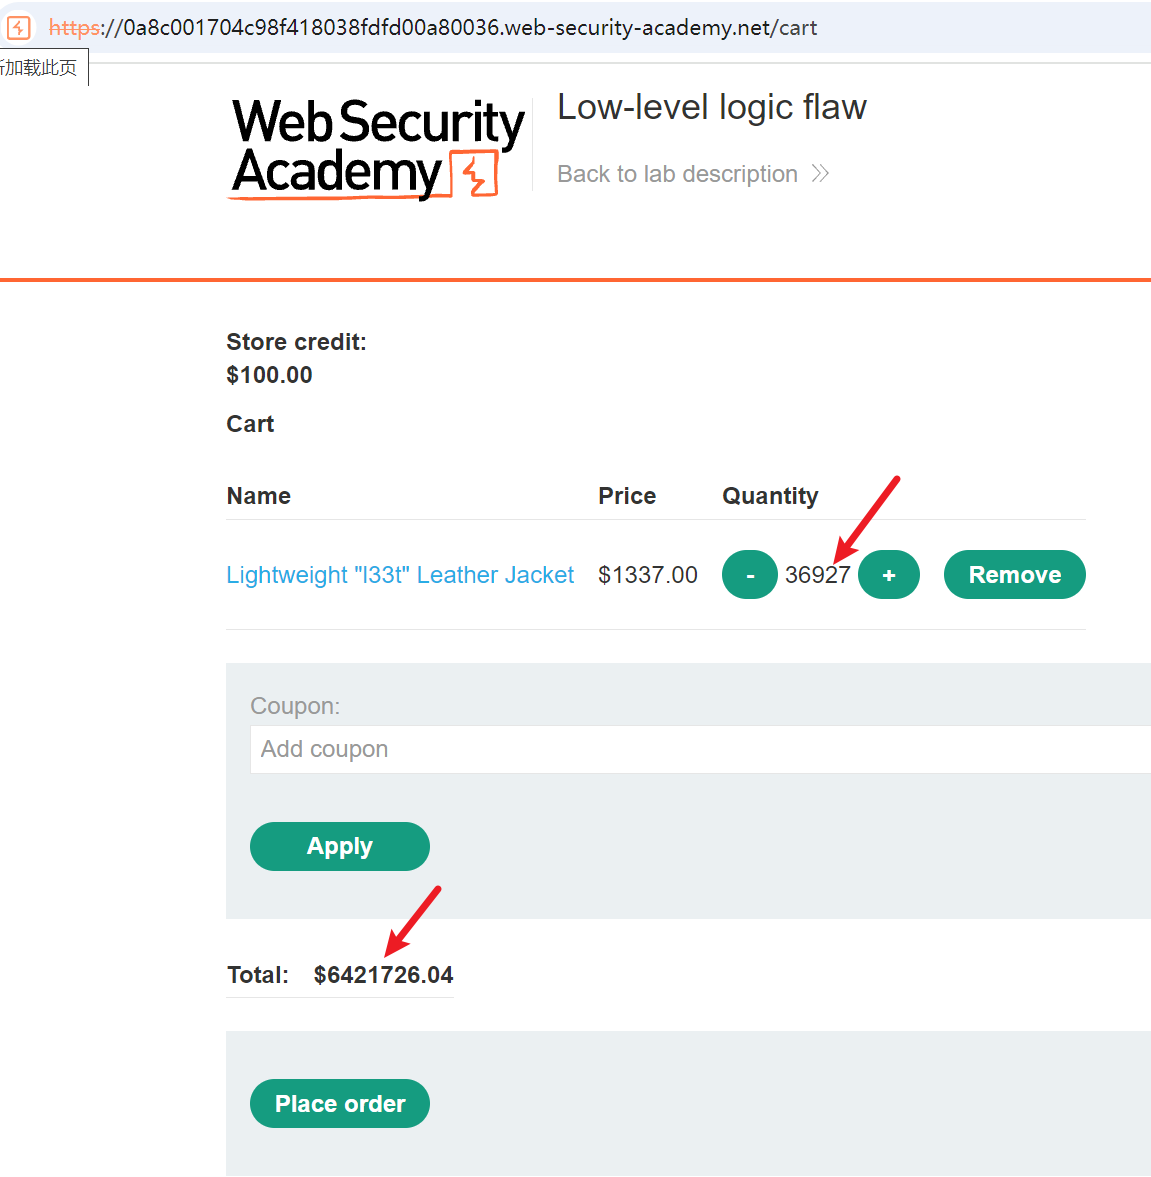 https://0a8c001704c98f418038fdfd00a80036.web-security-academy.net/cart
加载此页
Web Security
Academy
Low-level logic flaw
Back to lab description
Store credit:
$100.00
Cart
Name Price Quantity
Lightweight "l33t" Leather Jacket $1337.00 - 36927 + Remove
Coupon:
Add coupon
Apply
Total: $6421726.04
Place order